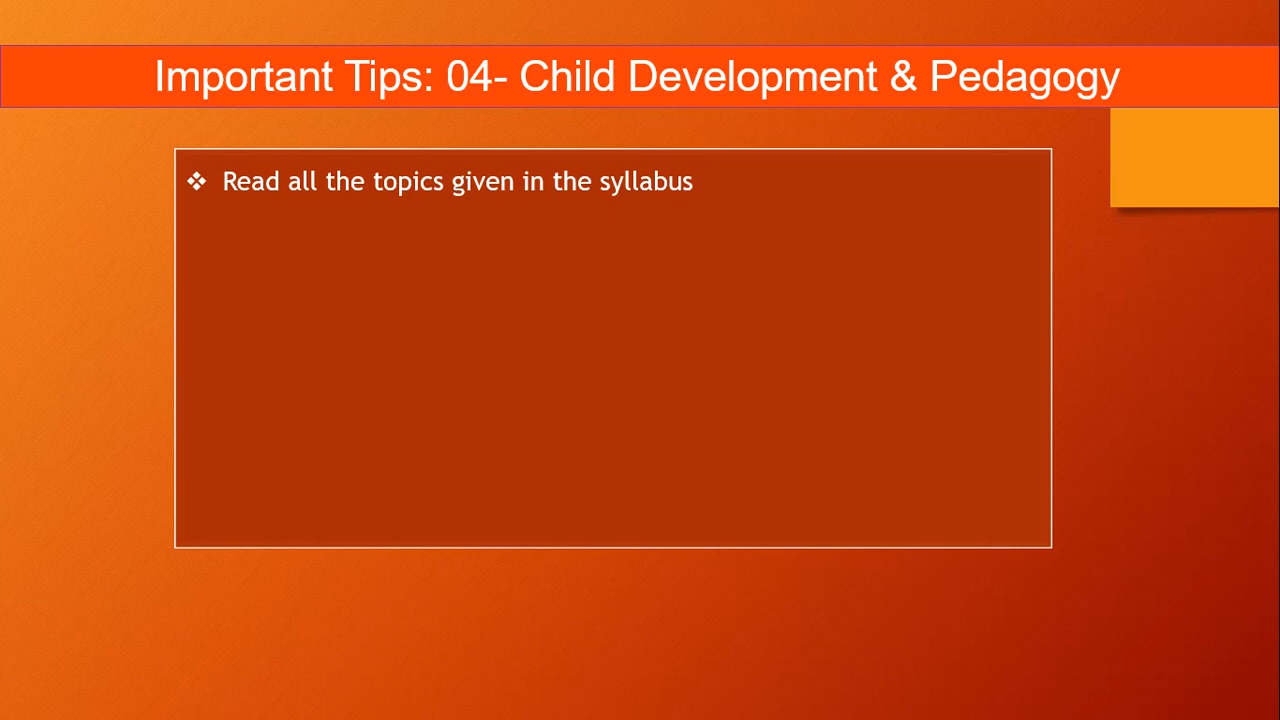 Important Tips: 04- Child Development & Pedagogy
❖ Read all the topics given in the syllabus